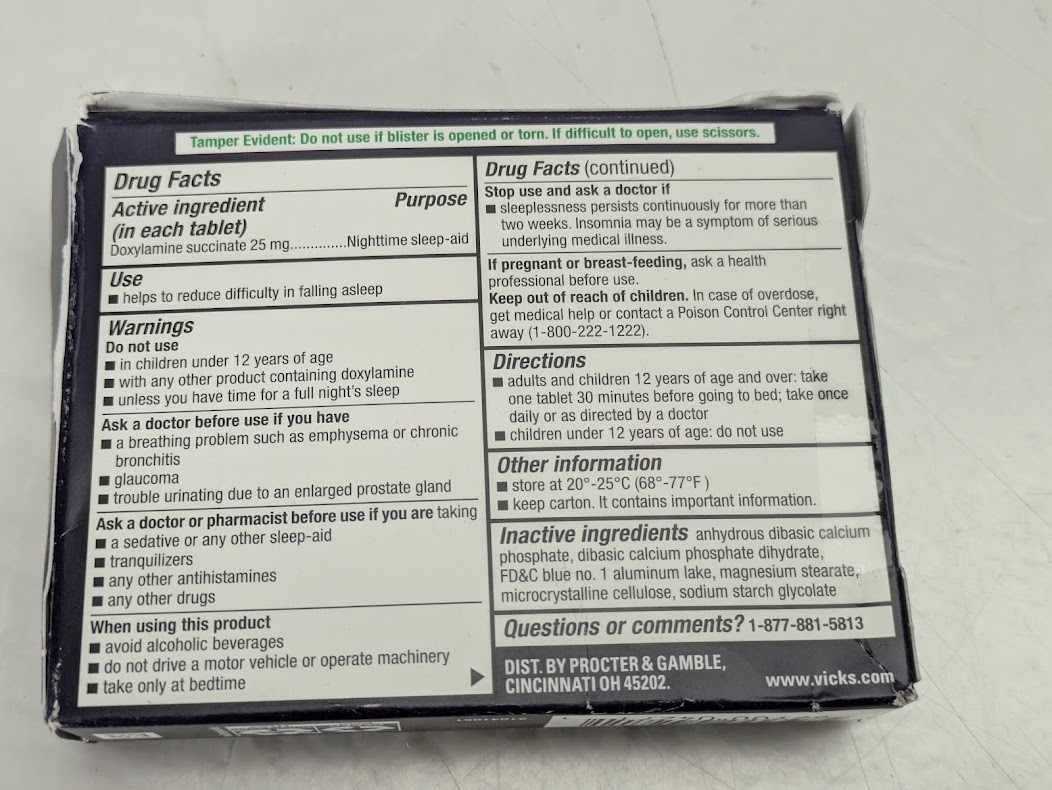 Tamper Evident: Do not use if blister is opened or torn. If difficult to open, use scissors.
Drug Facts
Active ingredient Purpose
(in each tablet)
Doxylamine succinate 25 mg..............Nighttime sleep-aid
Use
■ helps to reduce difficulty in falling asleep
Warnings
Do not use
■ in children under 12 years of age
■ with any other product containing doxylamine
■ unless you have time for a full night's sleep
Ask a doctor before use if you have
■ a breathing problem such as emphysema or chronic
bronchitis
■ glaucoma
■ trouble urinating due to an enlarged prostate gland
Ask a doctor or pharmacist before use if you are taking
■ a sedative or any other sleep-aid
■ tranquilizers
■ any other antihistamines
■ any other drugs
When using this product
■ avoid alcoholic beverages
■ do not drive a motor vehicle or operate machinery
■ take only at bedtime
Drug Facts (continued)
Stop use and ask a doctor if
■ sleeplessness persists continuously for more than
two weeks. Insomnia may be a symptom of serious
underlying medical illness.
If pregnant or breast-feeding, ask a health
professional before use.
Keep out of reach of children. In case of overdose,
get medical help or contact a Poison Control Center right
away (1-800-222-1222).
Directions
■ adults and children 12 years of age and over: take
one tablet 30 minutes before going to bed; take once
daily or as directed by a doctor
■ children under 12 years of age: do not use
Other information
■ store at 20°-25°C (68°-77°F )
■ keep carton. It contains important information.
Inactive ingredients anhydrous dibasic calcium
phosphate, dibasic calcium phosphate dihydrate,
FD&C blue no. 1 aluminum lake, magnesium stearate,
microcrystalline cellulose, sodium starch glycolate
Questions or comments? 1-877-881-5813
DIST. BY PROCTER & GAMBLE,
CINCINNATI OH 45202.
www.vicks.com